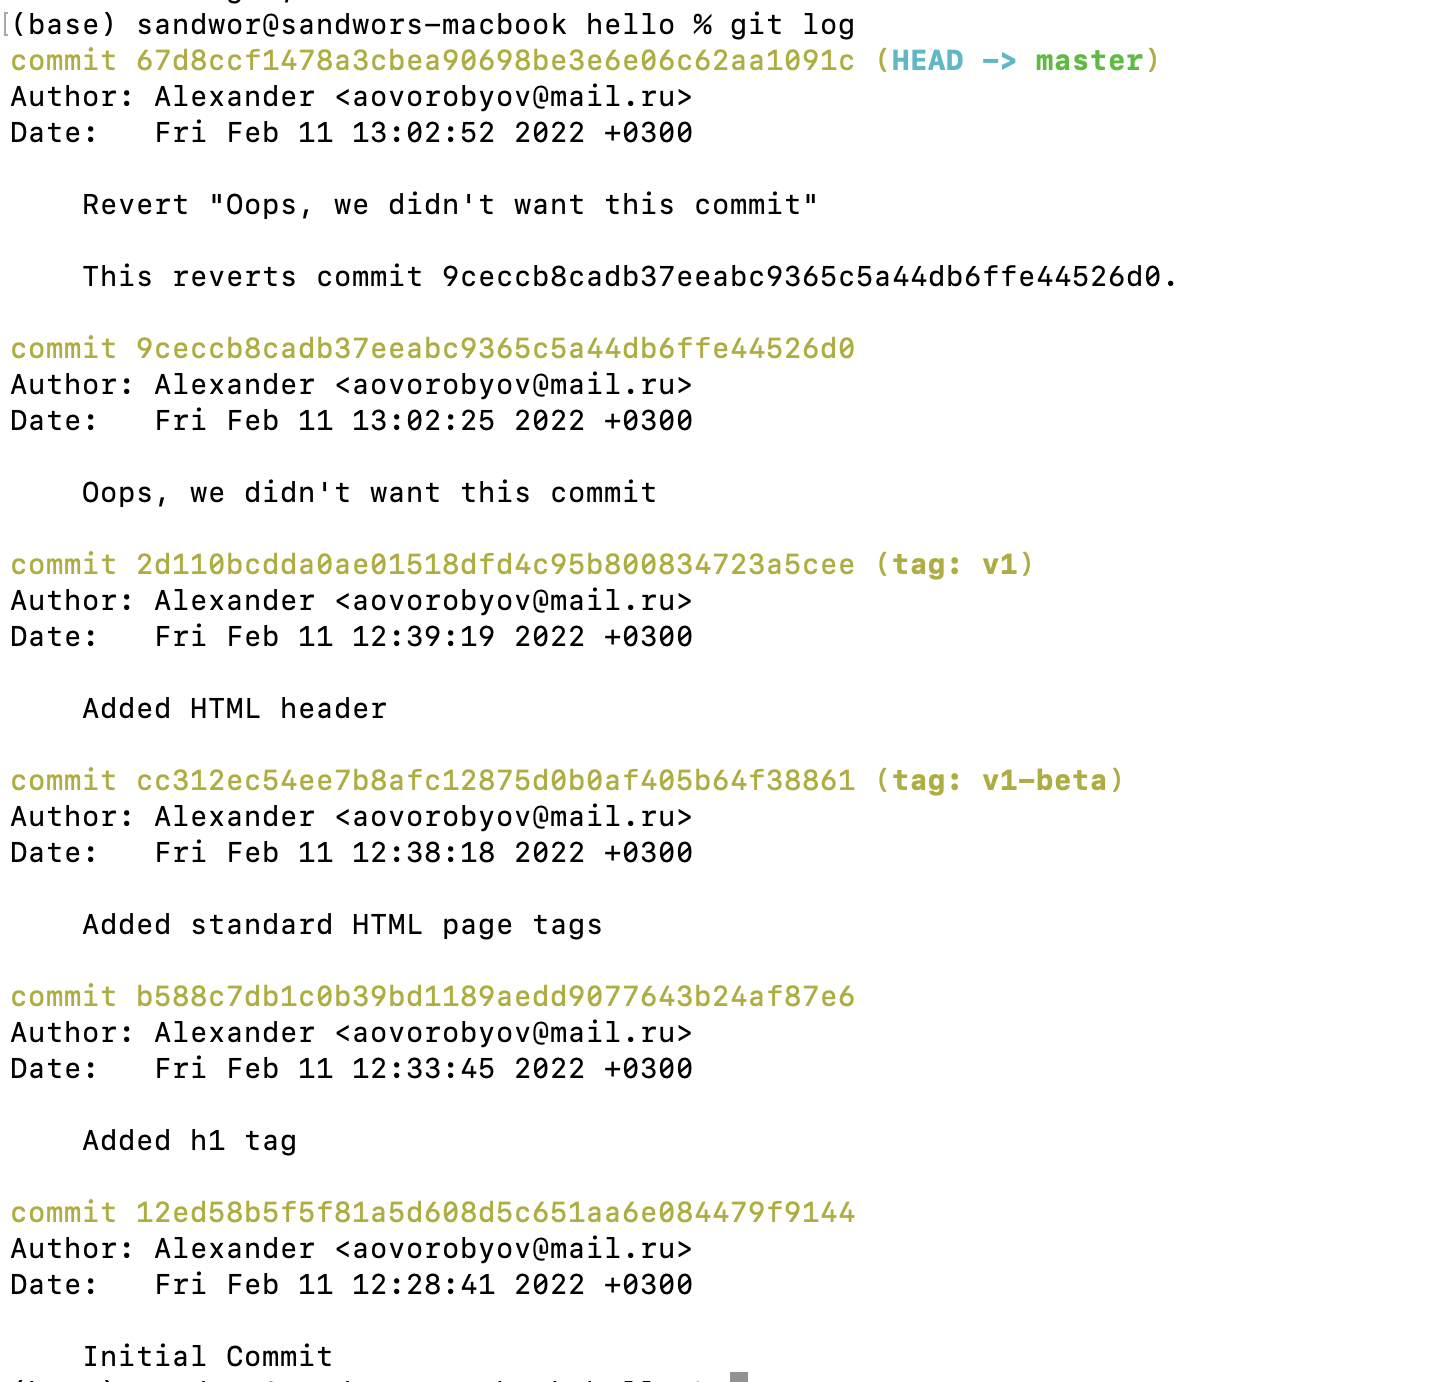 (base) sandwor@sandwors-macbook hello % git log
commit 67d8ccf1478a3cbea90698be3e6e06c62aa1091c (HEAD -> master)
Author: Alexander <aovorobyov@mail.ru>
Date:   Fri Feb 11 13:02:52 2022 +0300
Revert "Oops, we didn't want this commit"
This reverts commit 9ceccb8cadb37eeabc9365c5a44db6ffe44526d0.
commit 9ceccb8cadb37eeabc9365c5a44db6ffe44526d0
Author: Alexander <aovorobyov@mail.ru>
Date:   Fri Feb 11 13:02:25 2022 +0300
Oops, we didn't want this commit
commit 2d110bcdda0ae01518dfd4c95b800834723a5cee (tag: v1)
Author: Alexander <aovorobyov@mail.ru>
Date:   Fri Feb 11 12:39:19 2022 +0300
Added HTML header
commit cc312ec54ee7b8afc12875d0b0af405b64f38861 (tag: v1-beta)
Author: Alexander <aovorobyov@mail.ru>
Date:   Fri Feb 11 12:38:18 2022 +0300
Added standard HTML page tags
commit b588c7db1c0b39bd1189aedd9077643b24af87e6
Author: Alexander <aovorobyov@mail.ru>
Date:   Fri Feb 11 12:33:45 2022 +0300
Added h1 tag
commit 12ed58b5f5f81a5d608d5c651aa6e084479f9144
Author: Alexander <aovorobyov@mail.ru>
Date:   Fri Feb 11 12:28:41 2022 +0300
Initial Commit